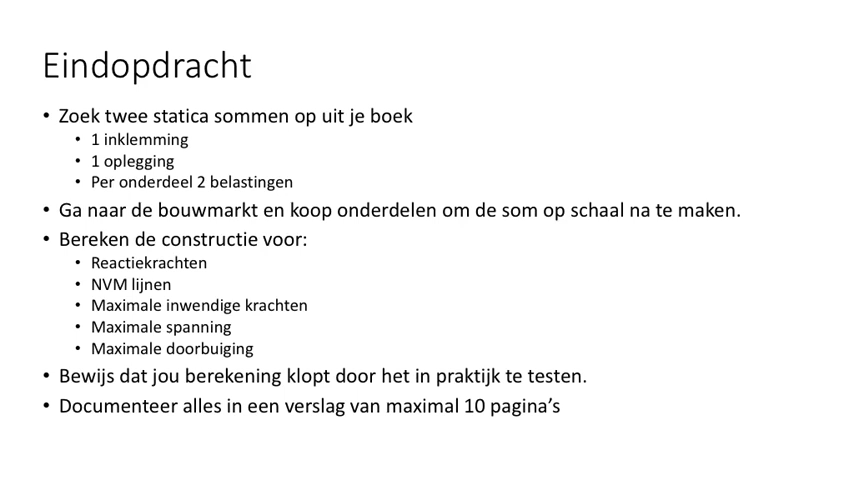 Eindopdracht
• Zoek twee statica sommen op uit je boek
• 1 inklemming
• 1 oplegging
• Per onderdeel 2 belastingen
• Ga naar de bouwmarkt en koop onderdelen om de som op schaal na te maken.
• Bereken de constructie voor:
• Reactiekrachten
• NVM lijnen
• Maximale inwendige krachten
• Maximale spanning
• Maximale doorbuiging
• Bewijs dat jou berekening klopt door het in praktijk te testen.
• Documenteer alles in een verslag van maximal 10 pagina’s